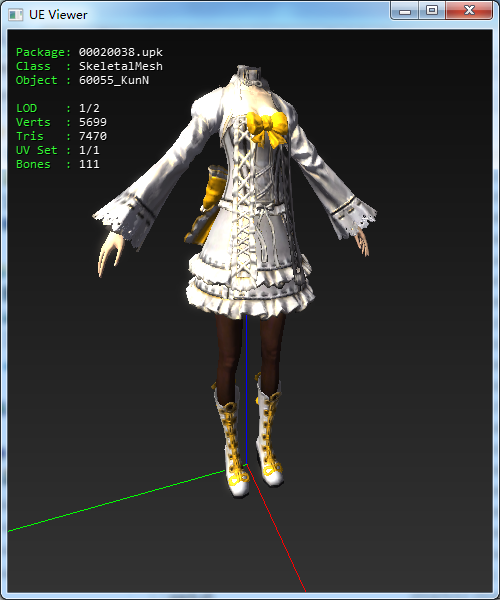 UE Viewer
Package: 00020038.upk
Class : SkeletalMesh
Object : 60055_KunN
LOD : 1/2
Verts : 5699
Tris : 7470
UV Set : 1/1
Bones : 111